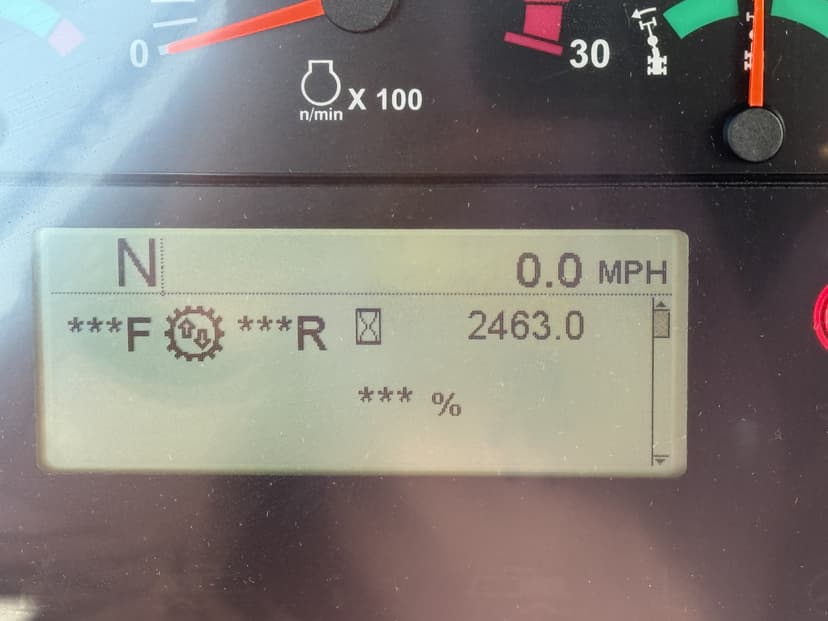 0
30
X 100
n/min
N 0.0 MPH
***F ***R 2463.0
*** %